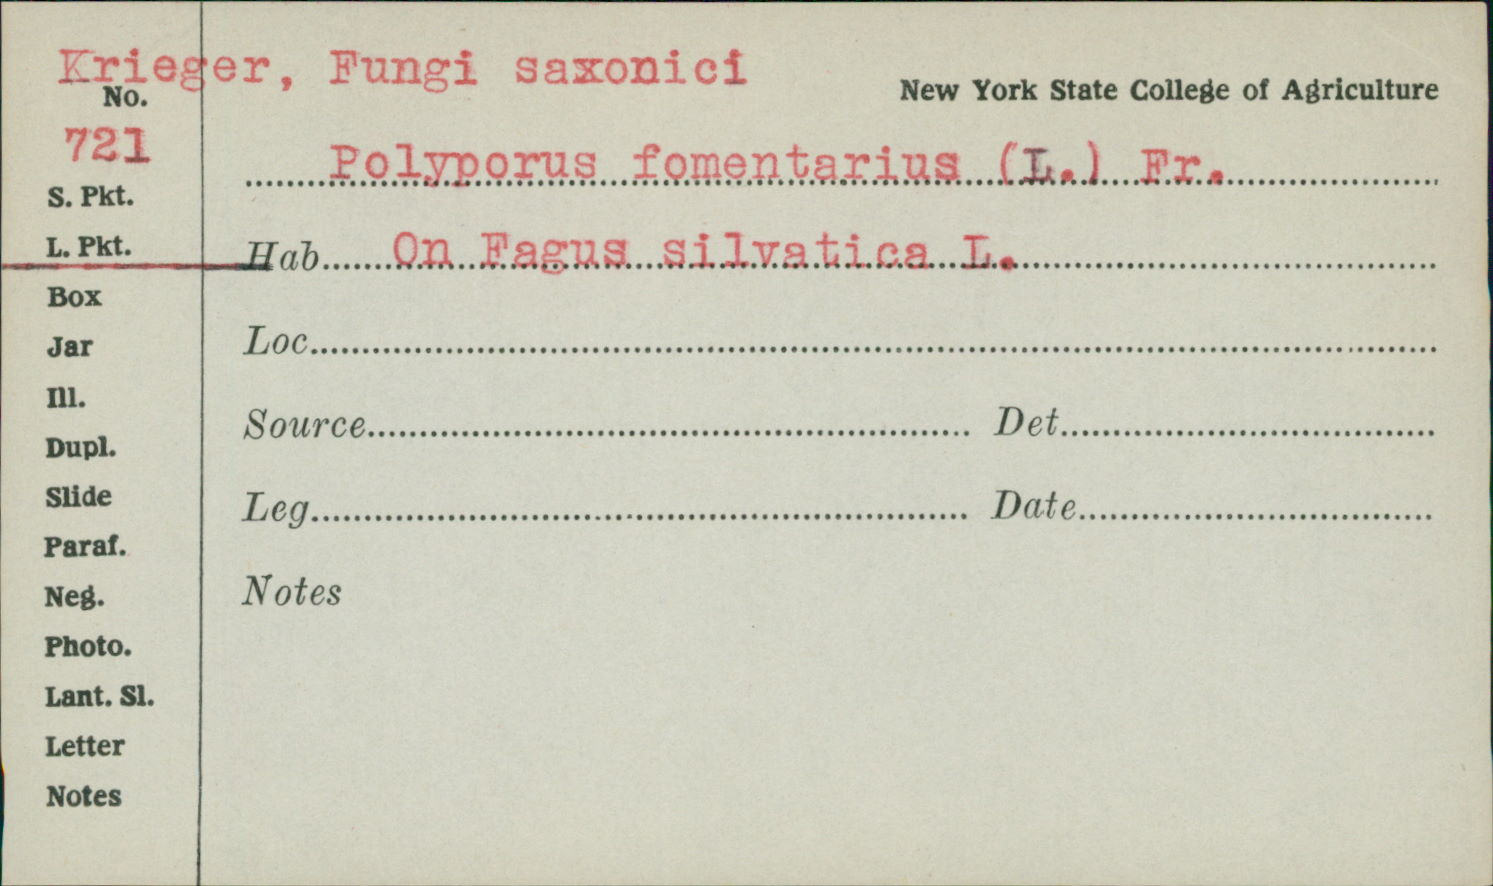 Krieger, Fungi saxonici
New York State College of Agriculture
No.
721
Polyporus fomentarius (L.) Fr.
S. Pkt.
L. Pkt.
Hab. On Fagus silvatica L.
Box
Jar
Loc.
Ill.
Source Det.
Dupl.
Slide
Leg. Date
Paraf.
Neg.
Notes
Photo.
Lant. Sl.
Letter
Notes